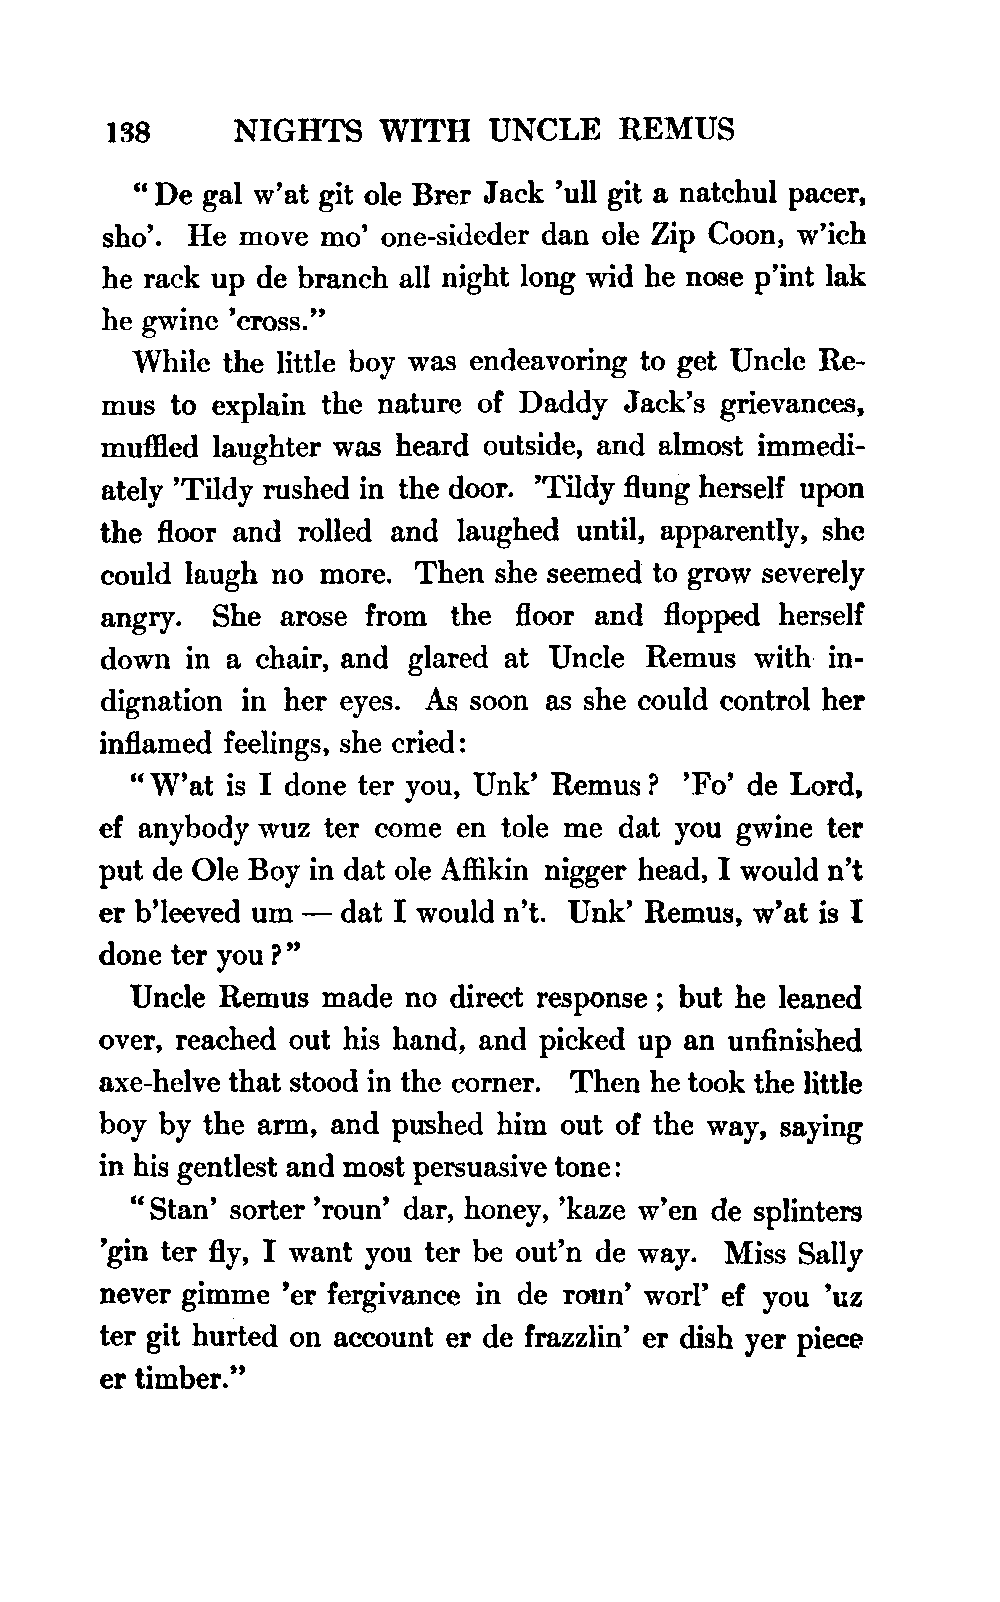 138 NIGHTS WITH UNCLE REMUS
“De gal w’at git ole Brer Jack ’ull git a natchul pacer,
sho’. He move mo’ one-sideder dan ole Zip Coon, w’ich
he rack up de branch all night long wid he nose p’int lak
he gwine ’cross.”
While the little boy was endeavoring to get Uncle Re-
mus to explain the nature of Daddy Jack’s grievances,
muffled laughter was heard outside, and almost immedi-
ately ’Tildy rushed in the door. ’Tildy flung herself upon
the floor and rolled and laughed until, apparently, she
could laugh no more. Then she seemed to grow severely
angry. She arose from the floor and flopped herself
down in a chair, and glared at Uncle Remus with in-
dignation in her eyes. As soon as she could control her
inflamed feelings, she cried:
“W’at is I done ter you, Unk’ Remus? ’Fo’ de Lord,
ef anybody wuz ter come en tole me dat you gwine ter
put de Ole Boy in dat ole Affikin nigger head, I would n’t
er b’leeved um — dat I would n’t. Unk’ Remus, w’at is I
done ter you?”
Uncle Remus made no direct response; but he leaned
over, reached out his hand, and picked up an unfinished
axe-helve that stood in the corner. Then he took the little
boy by the arm, and pushed him out of the way, saying
in his gentlest and most persuasive tone:
“Stan’ sorter ’roun’ dar, honey, ’kaze w’en de splinters
’gin ter fly, I want you ter be out’n de way. Miss Sally
never gimme ’er fergivance in de roun’ worl’ ef you ’uz
ter git hurted on account er de frazzlin’ er dish yer piece
er timber.”